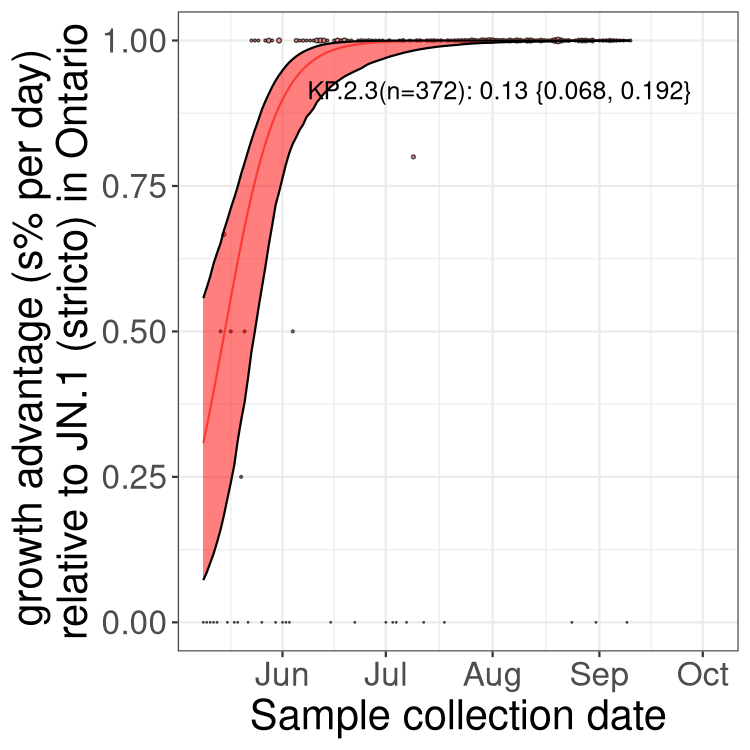 growth advantage (s% per day)
relative to JN.1 (stricto) in Ontario
1.00
0.75
0.50
0.25
0.00
KP.2.3(n=372): 0.13 {0.068, 0.192}
Jun
Jul
Aug
Sep
Oct
Sample collection date